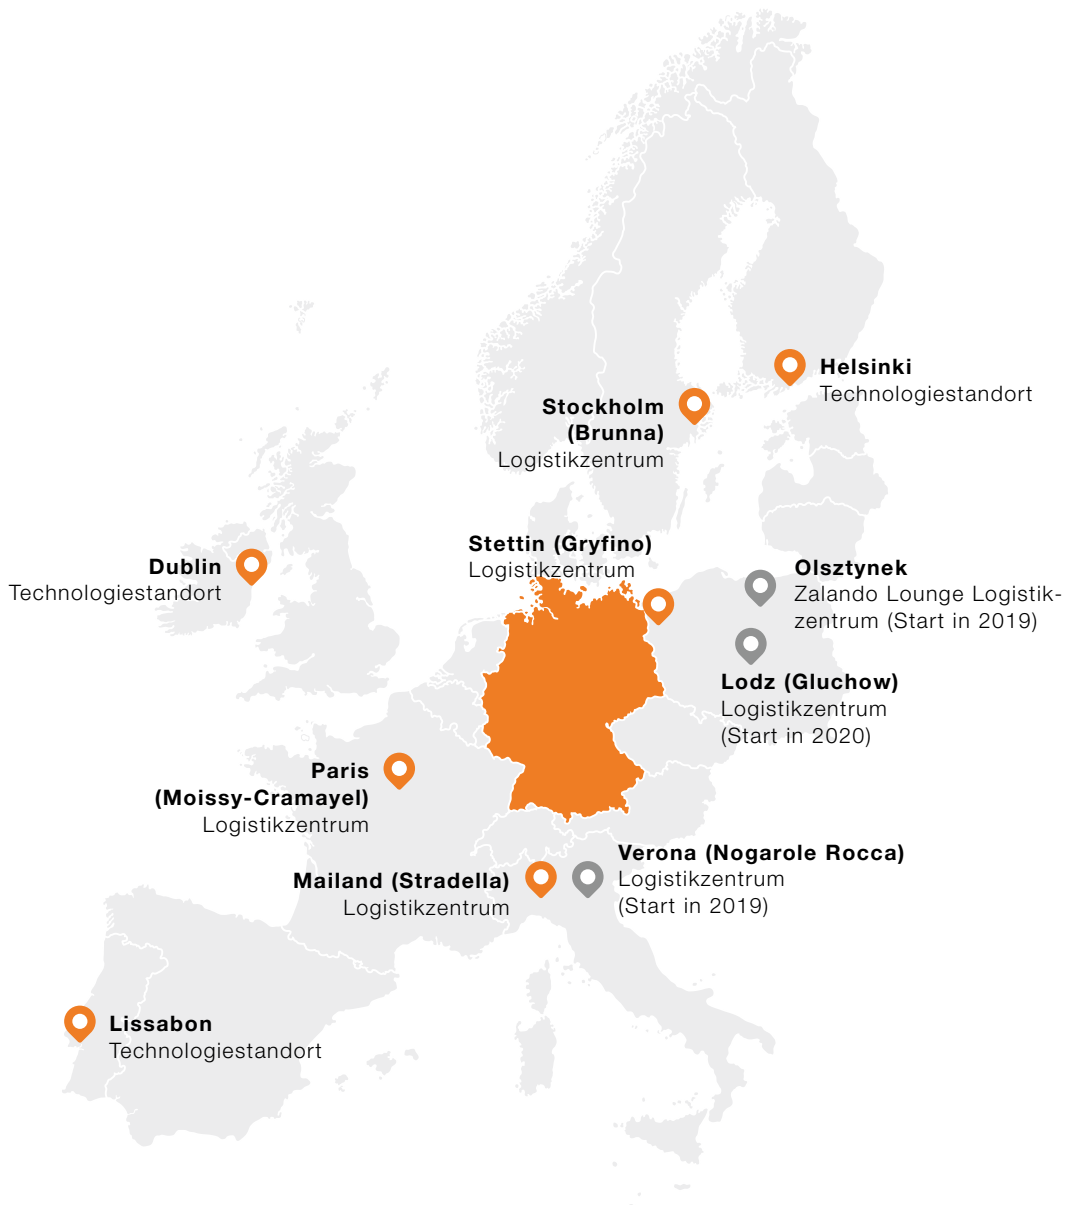 Helsinki
Technologiestandort
Stockholm
(Brunna)
Logistikzentrum
Stettin (Gryfino)
Logistikzentrum
Dublin
Technologiestandort
Olsztynek
Zalando Lounge Logistik-
zentrum (Start in 2019)
Lodz (Gluchow)
Logistikzentrum
(Start in 2020)
Paris
(Moissy-Cramayel)
Logistikzentrum
Verona (Nogarole Rocca)
Logistikzentrum
(Start in 2019)
Mailand (Stradella)
Logistikzentrum
Lissabon
Technologiestandort